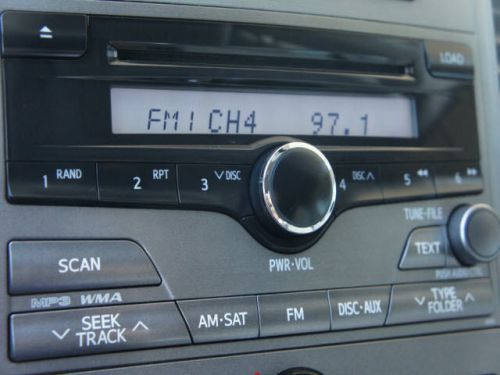 LOAD
FM1 CH4 97.1
1 RAND 2 RPT 3 DISC 4 DISC 5 6
TUNE·FILE
SCAN PWR·VOL TEXT
PUSH AUDIO
MP3 WMA
SEEK TRACK AM·SAT FM DISC·AUX TYPE FOLDER